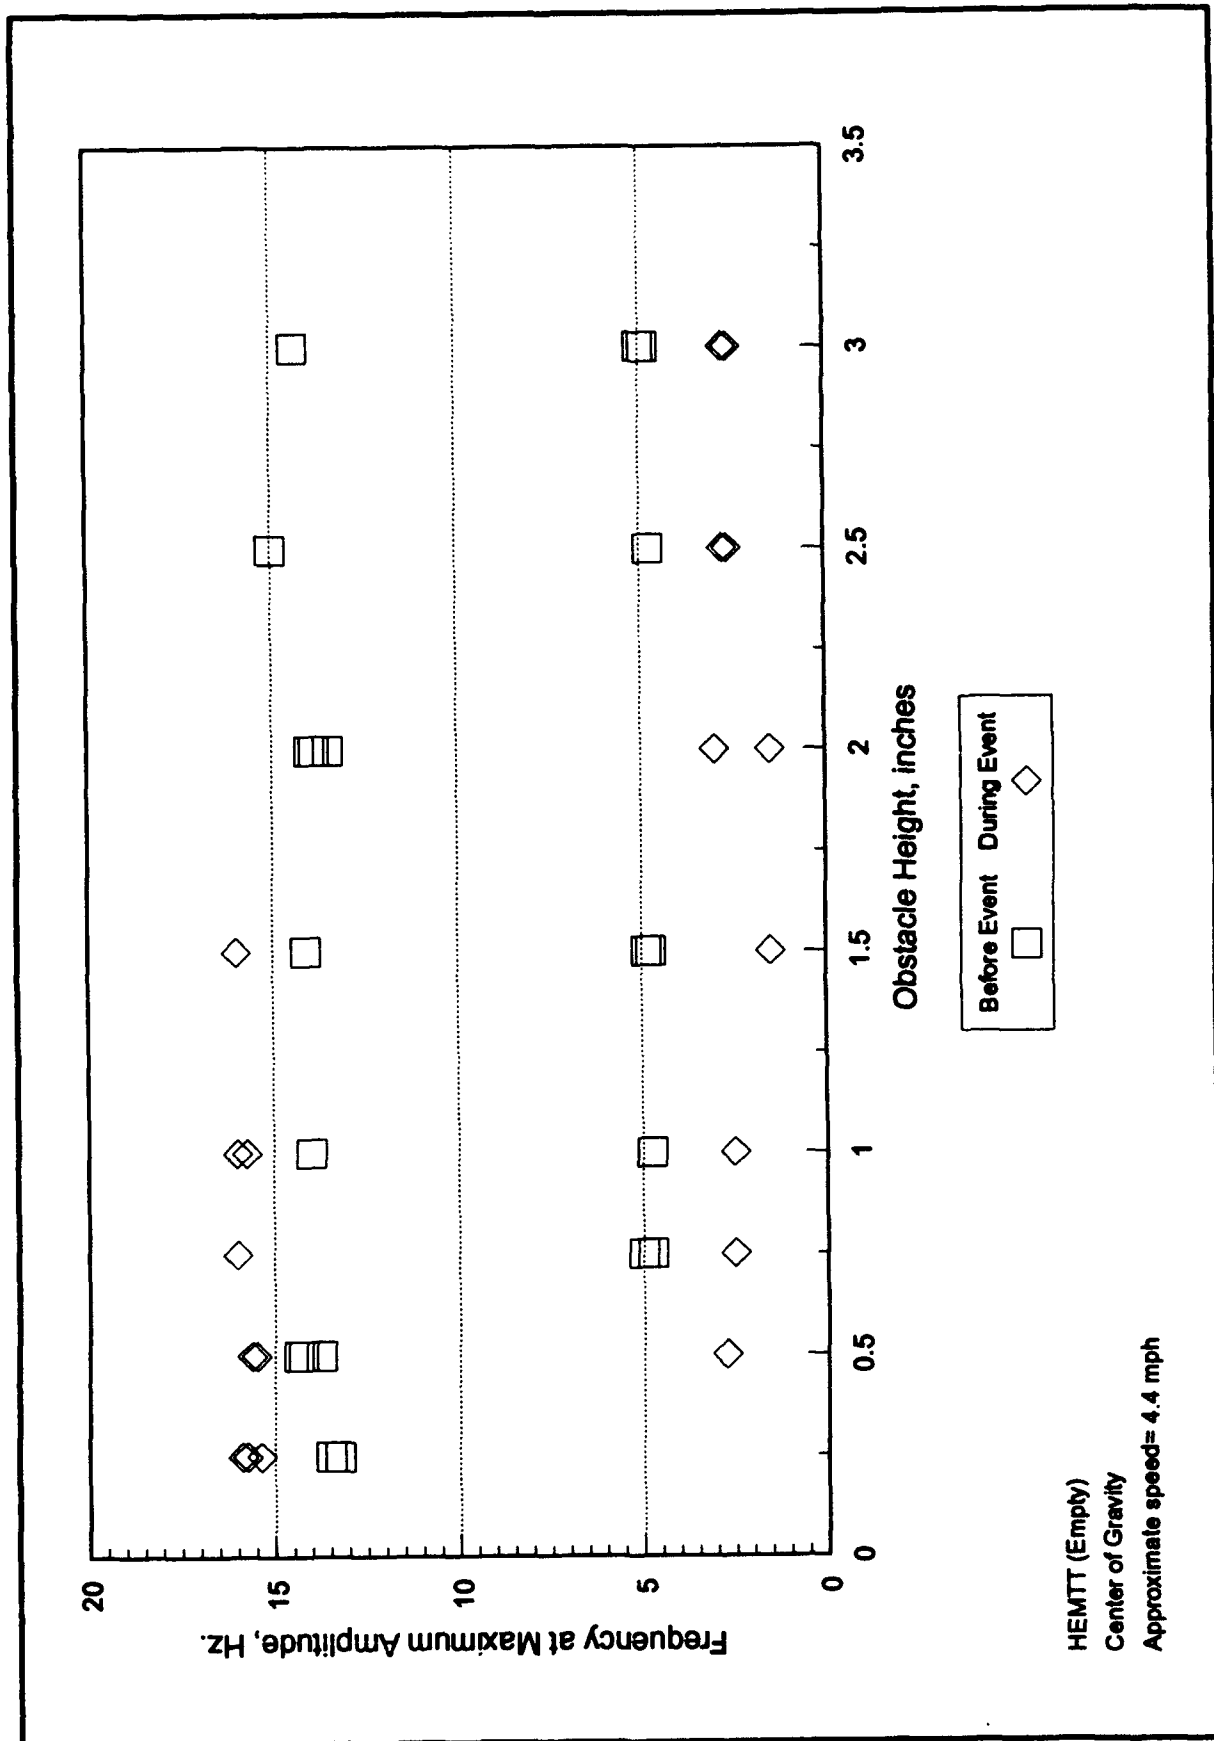 Frequency at Maximum Amplitude, Hz.
20
15
10
5
0
0
0.5
1
1.5
2
2.5
3
3.5
Obstacle Height, inches
Before Event During Event
HEMTT (Empty)
Center of Gravity
Approximate speed= 4.4 mph